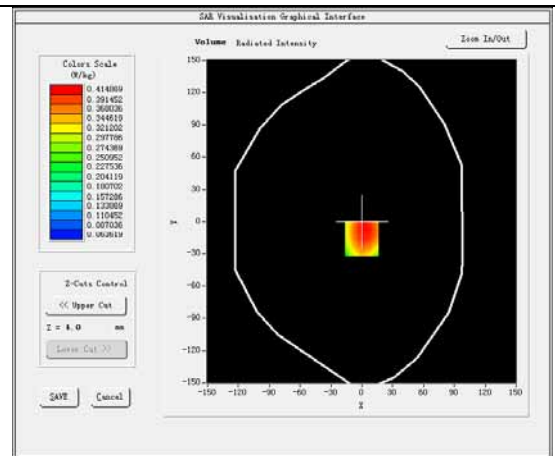 SAR Visualisation Graphical Interface
Volume Radiated Intensity
Zoom In/Out
Colors Scale
(W/kg)
0.414869
0.391452
0.368036
0.344619
0.321202
0.297786
0.274369
0.250952
0.227536
0.204119
0.180702
0.157286
0.133869
0.110452
0.087036
0.063619
Z-Cuts Control
<< Upper Cut
Z = 4.0 mm
Lower Cut >>
SAVE Cancel
150
120
90
60
30
0
-30
-60
-90
-120
-150
Y
-150 -120 -90 -60 -30 0 30 60 90 120 150
X